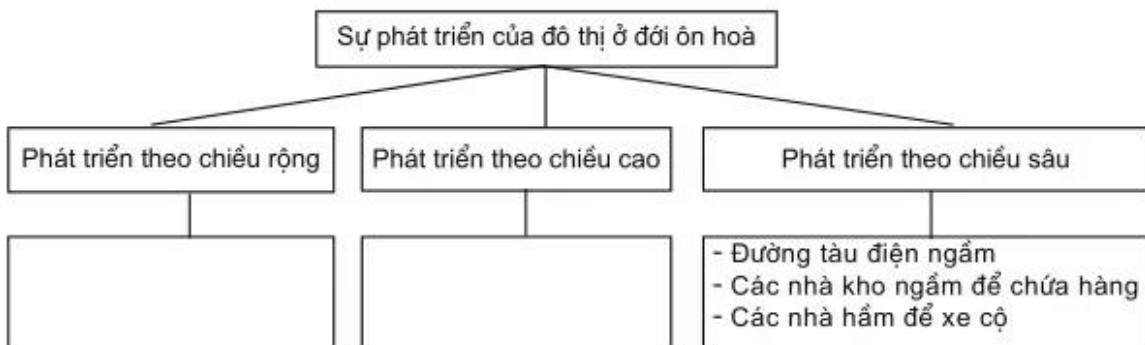 Sự phát triển của đô thị ở đới ôn hoà
Phát triển theo chiều rộng
Phát triển theo chiều cao
Phát triển theo chiều sâu
- Đường tàu điện ngầm
- Các nhà kho ngầm để chứa hàng
- Các nhà hầm để xe cộ